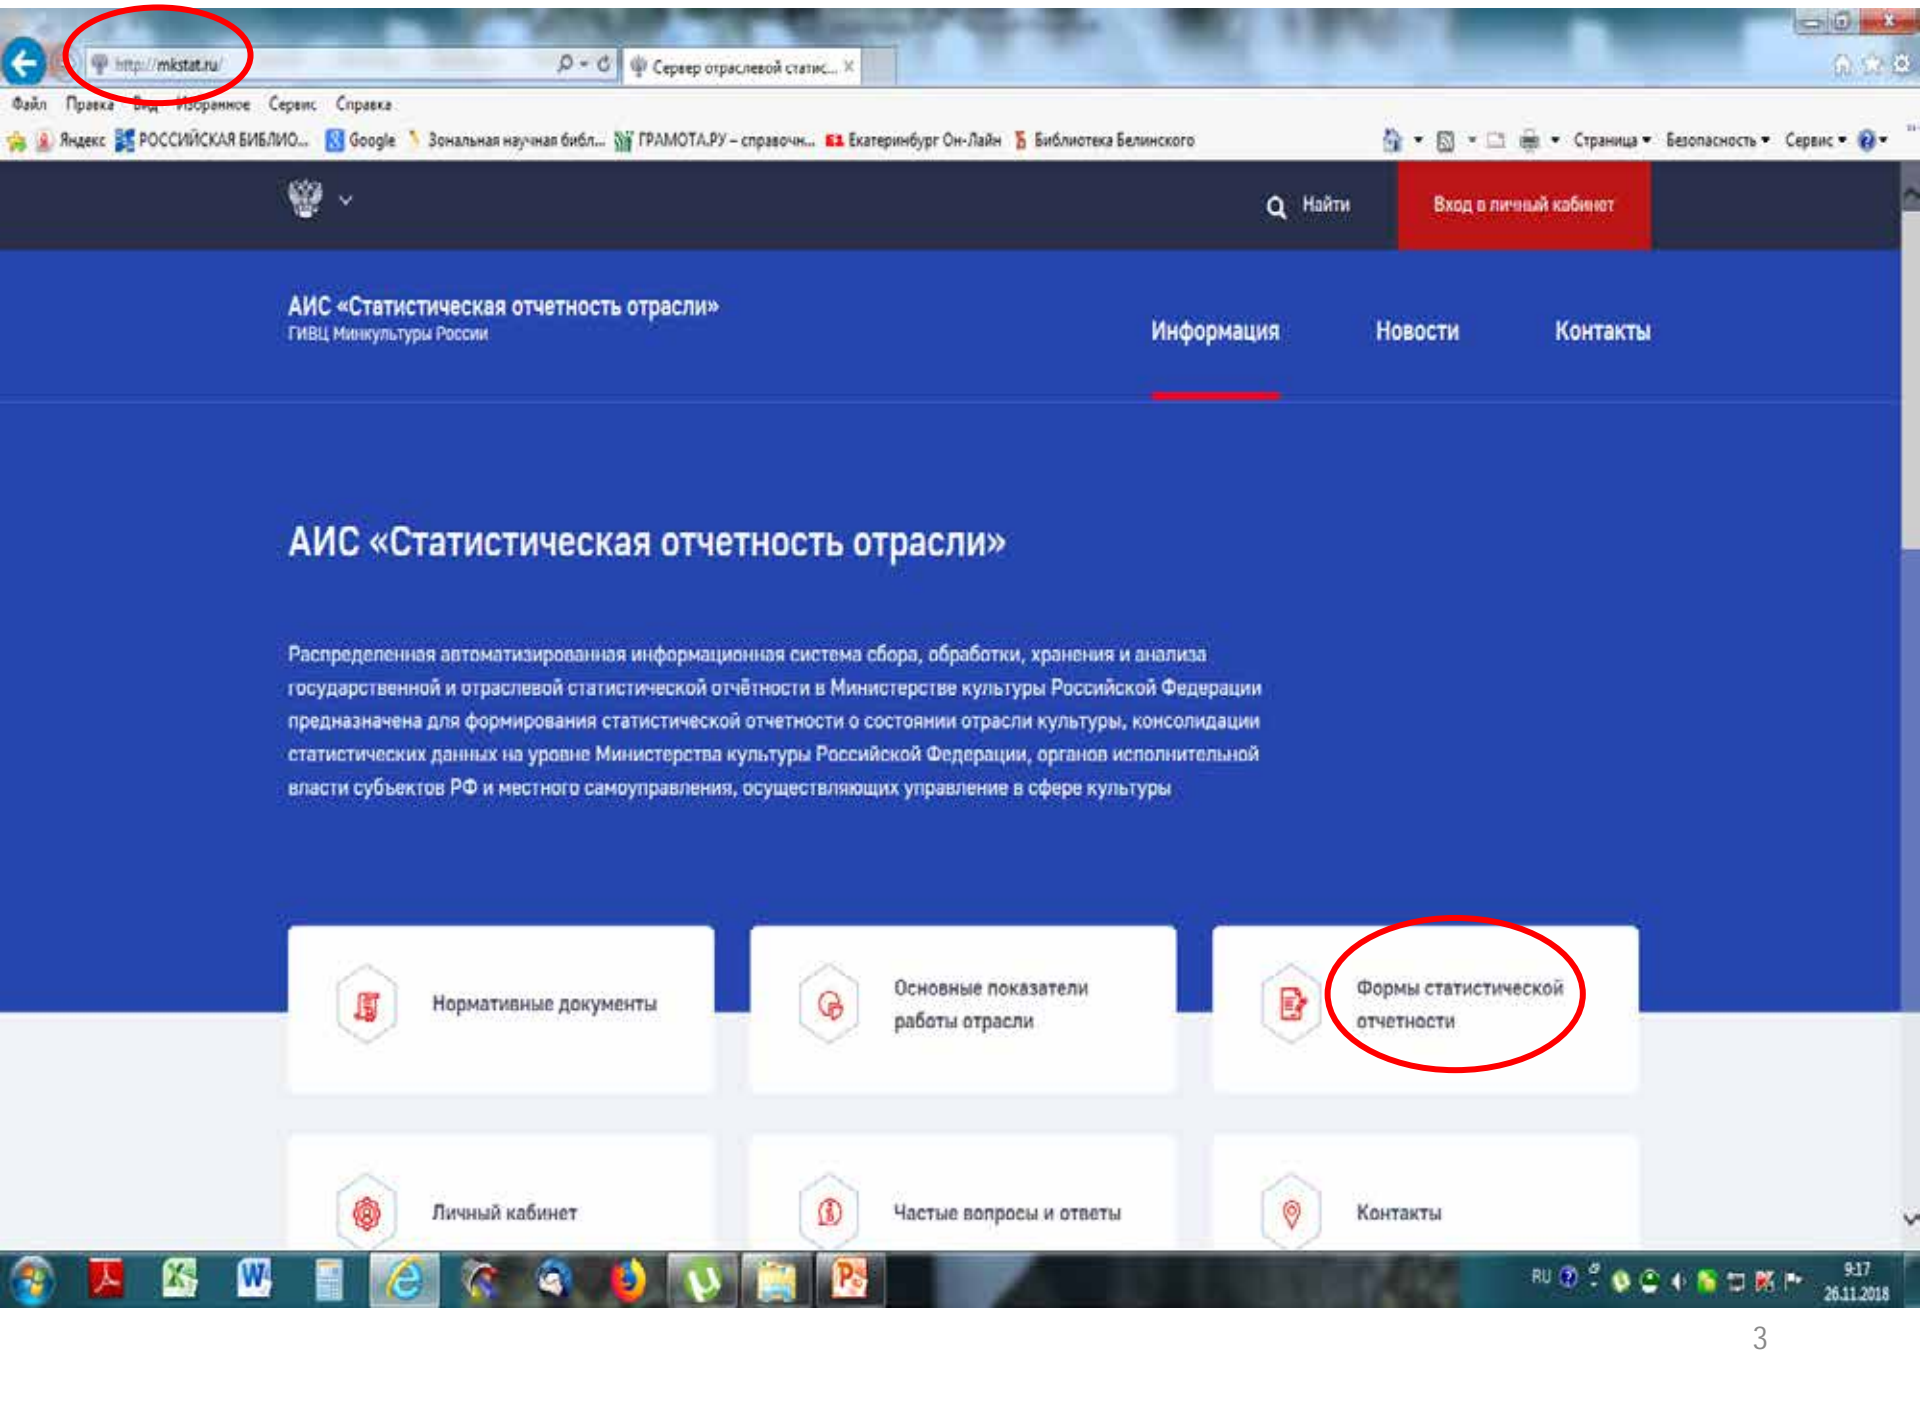 http://mkstat.ru/
Сервер отраслевой статис...
Файл Правка Вид Избранное Сервис Справка
Яндекс РОССИЙСКАЯ БИБЛИО... Google Зональная научная библ... ГРАМОТА.РУ – справочн... Екатеринбург Он-Лайн Библиотека Белинского Страница Безопасность Сервис
Найти Вход в личный кабинет
АИС «Статистическая отчетность отрасли»
ГИВЦ Минкультуры России
Информация Новости Контакты
АИС «Статистическая отчетность отрасли»
Распределенная автоматизированная информационная система сбора, обработки, хранения и анализа
государственной и отраслевой статистической отчётности в Министерстве культуры Российской Федерации
предназначена для формирования статистической отчетности о состоянии отрасли культуры, консолидации
статистических данных на уровне Министерства культуры Российской Федерации, органов исполнительной
власти субъектов РФ и местного самоуправления, осуществляющих управление в сфере культуры
Нормативные документы
Основные показатели
работы отрасли
Формы статистической
отчетности
Личный кабинет
Частые вопросы и ответы
Контакты
RU
9:17
26.11.2018
3